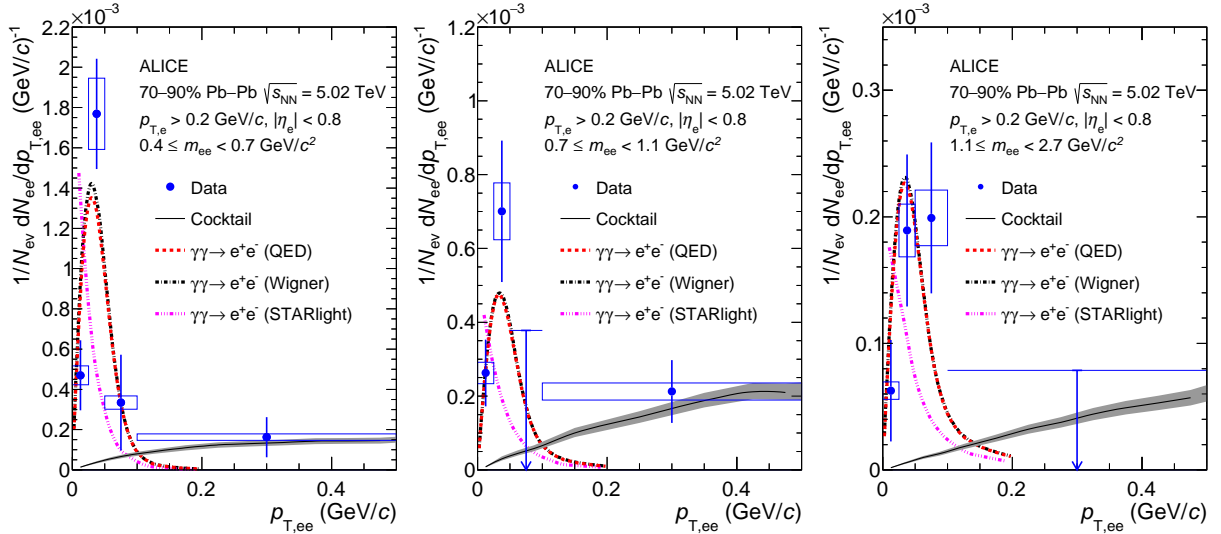 ×10⁻³
2.2
2
1.8
1.6
1.4
1.2
1
0.8
0.6
0.4
0.2
0
1/N_ev dN_ee/dp_T,ee (GeV/c)⁻¹
ALICE
70–90% Pb–Pb √s_NN = 5.02 TeV
p_T,e > 0.2 GeV/c, |η_e| < 0.8
0.4 ≤ m_ee < 0.7 GeV/c²
Data
Cocktail
γγ→ e⁺e⁻ (QED)
γγ→ e⁺e⁻ (Wigner)
γγ→ e⁺e⁻ (STARlight)
0 0.2 0.4
p_T,ee (GeV/c)
×10⁻³
1.2
1
0.8
0.6
0.4
0.2
0
1/N_ev dN_ee/dp_T,ee (GeV/c)⁻¹
ALICE
70–90% Pb–Pb √s_NN = 5.02 TeV
p_T,e > 0.2 GeV/c, |η_e| < 0.8
0.7 ≤ m_ee < 1.1 GeV/c²
Data
Cocktail
γγ→ e⁺e⁻ (QED)
γγ→ e⁺e⁻ (Wigner)
γγ→ e⁺e⁻ (STARlight)
0 0.2 0.4
p_T,ee (GeV/c)
×10⁻³
0.3
0.2
0.1
0
1/N_ev dN_ee/dp_T,ee (GeV/c)⁻¹
ALICE
70–90% Pb–Pb √s_NN = 5.02 TeV
p_T,e > 0.2 GeV/c, |η_e| < 0.8
1.1 ≤ m_ee < 2.7 GeV/c²
Data
Cocktail
γγ→ e⁺e⁻ (QED)
γγ→ e⁺e⁻ (Wigner)
γγ→ e⁺e⁻ (STARlight)
0 0.2 0.4
p_T,ee (GeV/c)